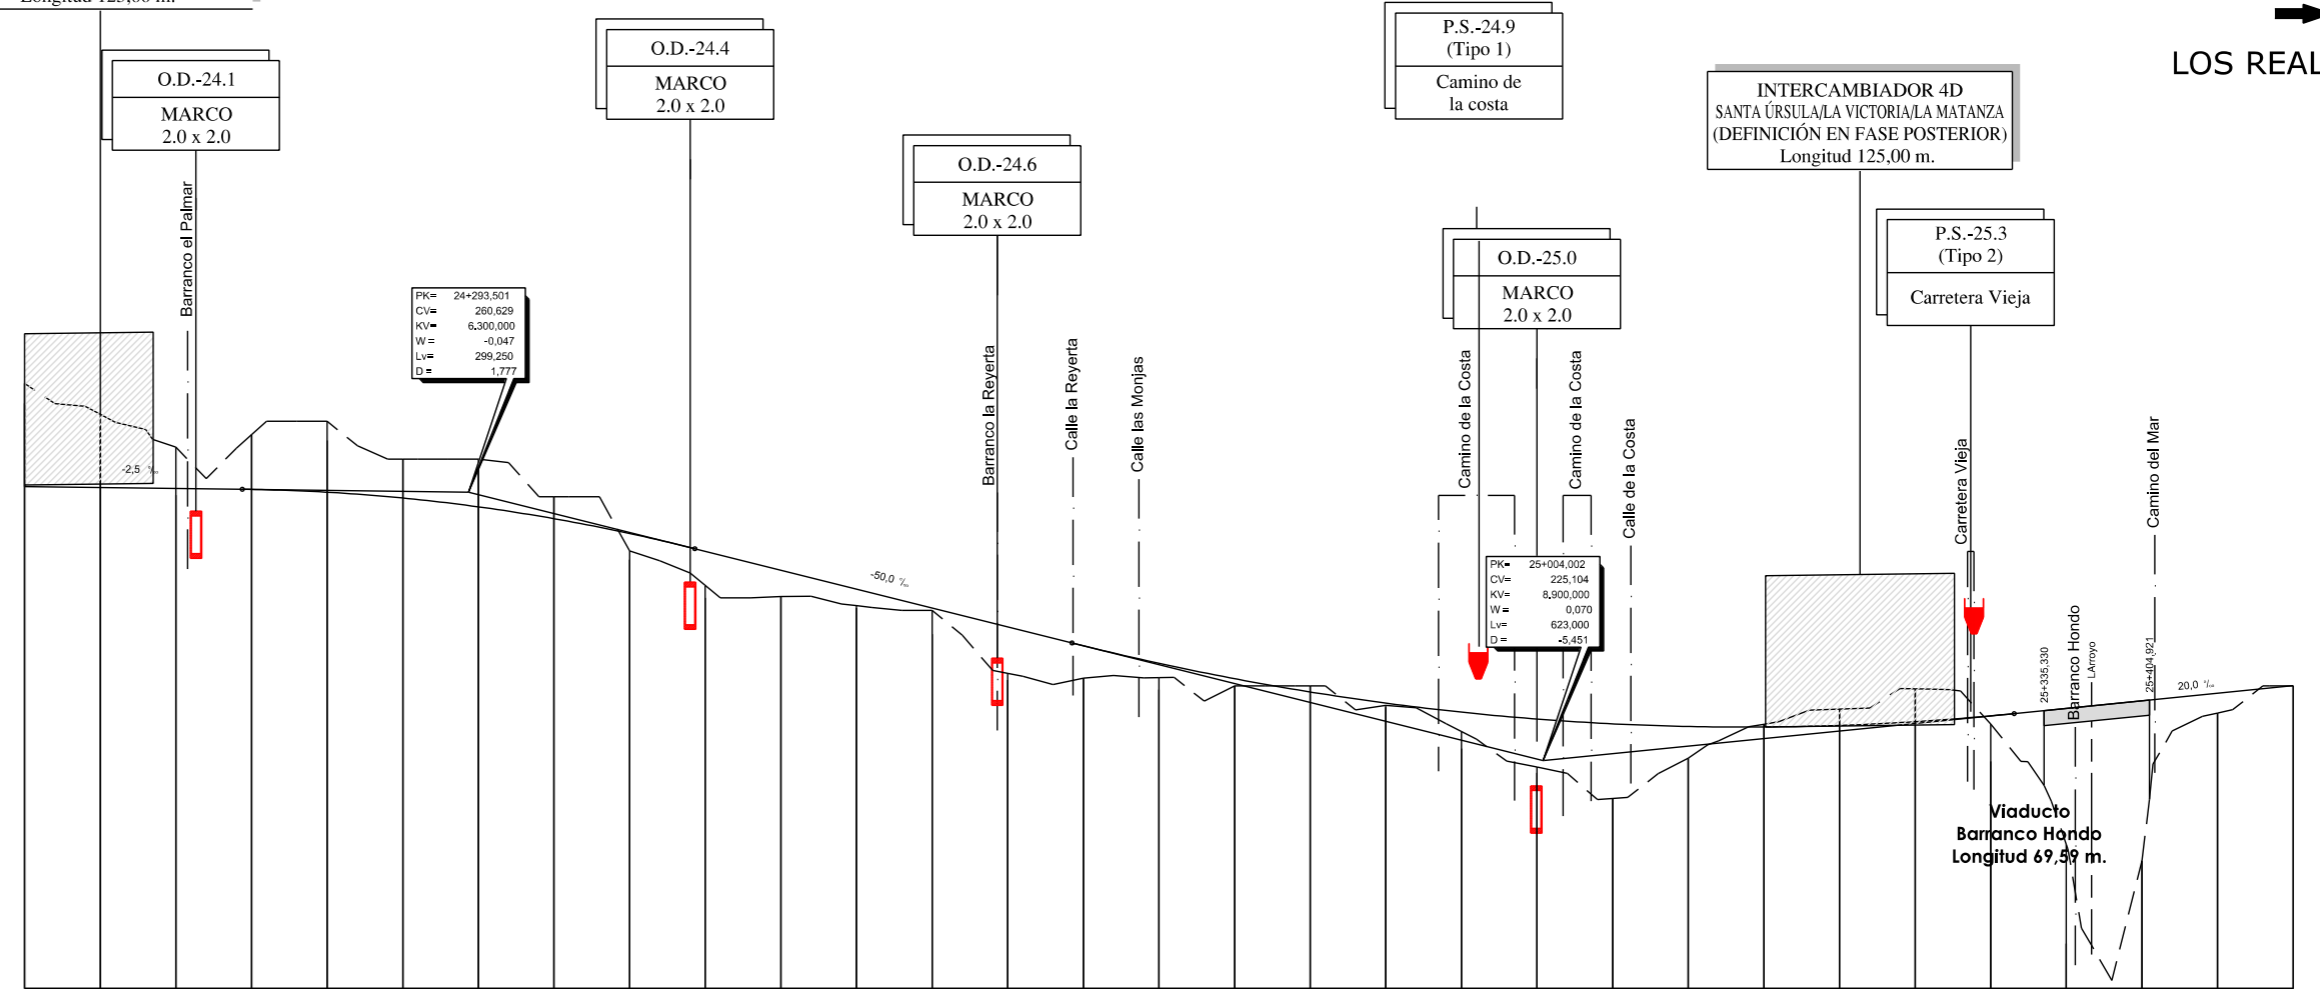 Longitud 125,00 m.
O.D.-24.1
MARCO
2.0 x 2.0
Barranco el Palmar
-2,5 ‰
PK= 24+293,501
CV= 260,629
KV= 6.300,000
W = -0,047
Lv= 299,250
D = 1,777
O.D.-24.4
MARCO
2.0 x 2.0
O.D.-24.6
MARCO
2.0 x 2.0
-50,0 ‰
Barranco la Reyerta
Calle la Reyerta
Calle las Monjas
P.S.-24.9
(Tipo 1)
Camino de
la costa
O.D.-25.0
MARCO
2.0 x 2.0
Camino de la Costa
Camino de la Costa
Calle de la Costa
PK= 25+004,002
CV= 225,104
KV= 8.900,000
W = 0,070
Lv= 623,000
D = -5,451
INTERCAMBIADOR 4D
SANTA ÚRSULA/LA VICTORIA/LA MATANZA
(DEFINICIÓN EN FASE POSTERIOR)
Longitud 125,00 m.
P.S.-25.3
(Tipo 2)
Carretera Vieja
Carretera Vieja
25+335,330
Barranco Hondo
LArroyo
25+404,921
Camino del Mar
20,0 ‰
Viaducto
Barranco Hondo
Longitud 69,59 m.
LOS REAL